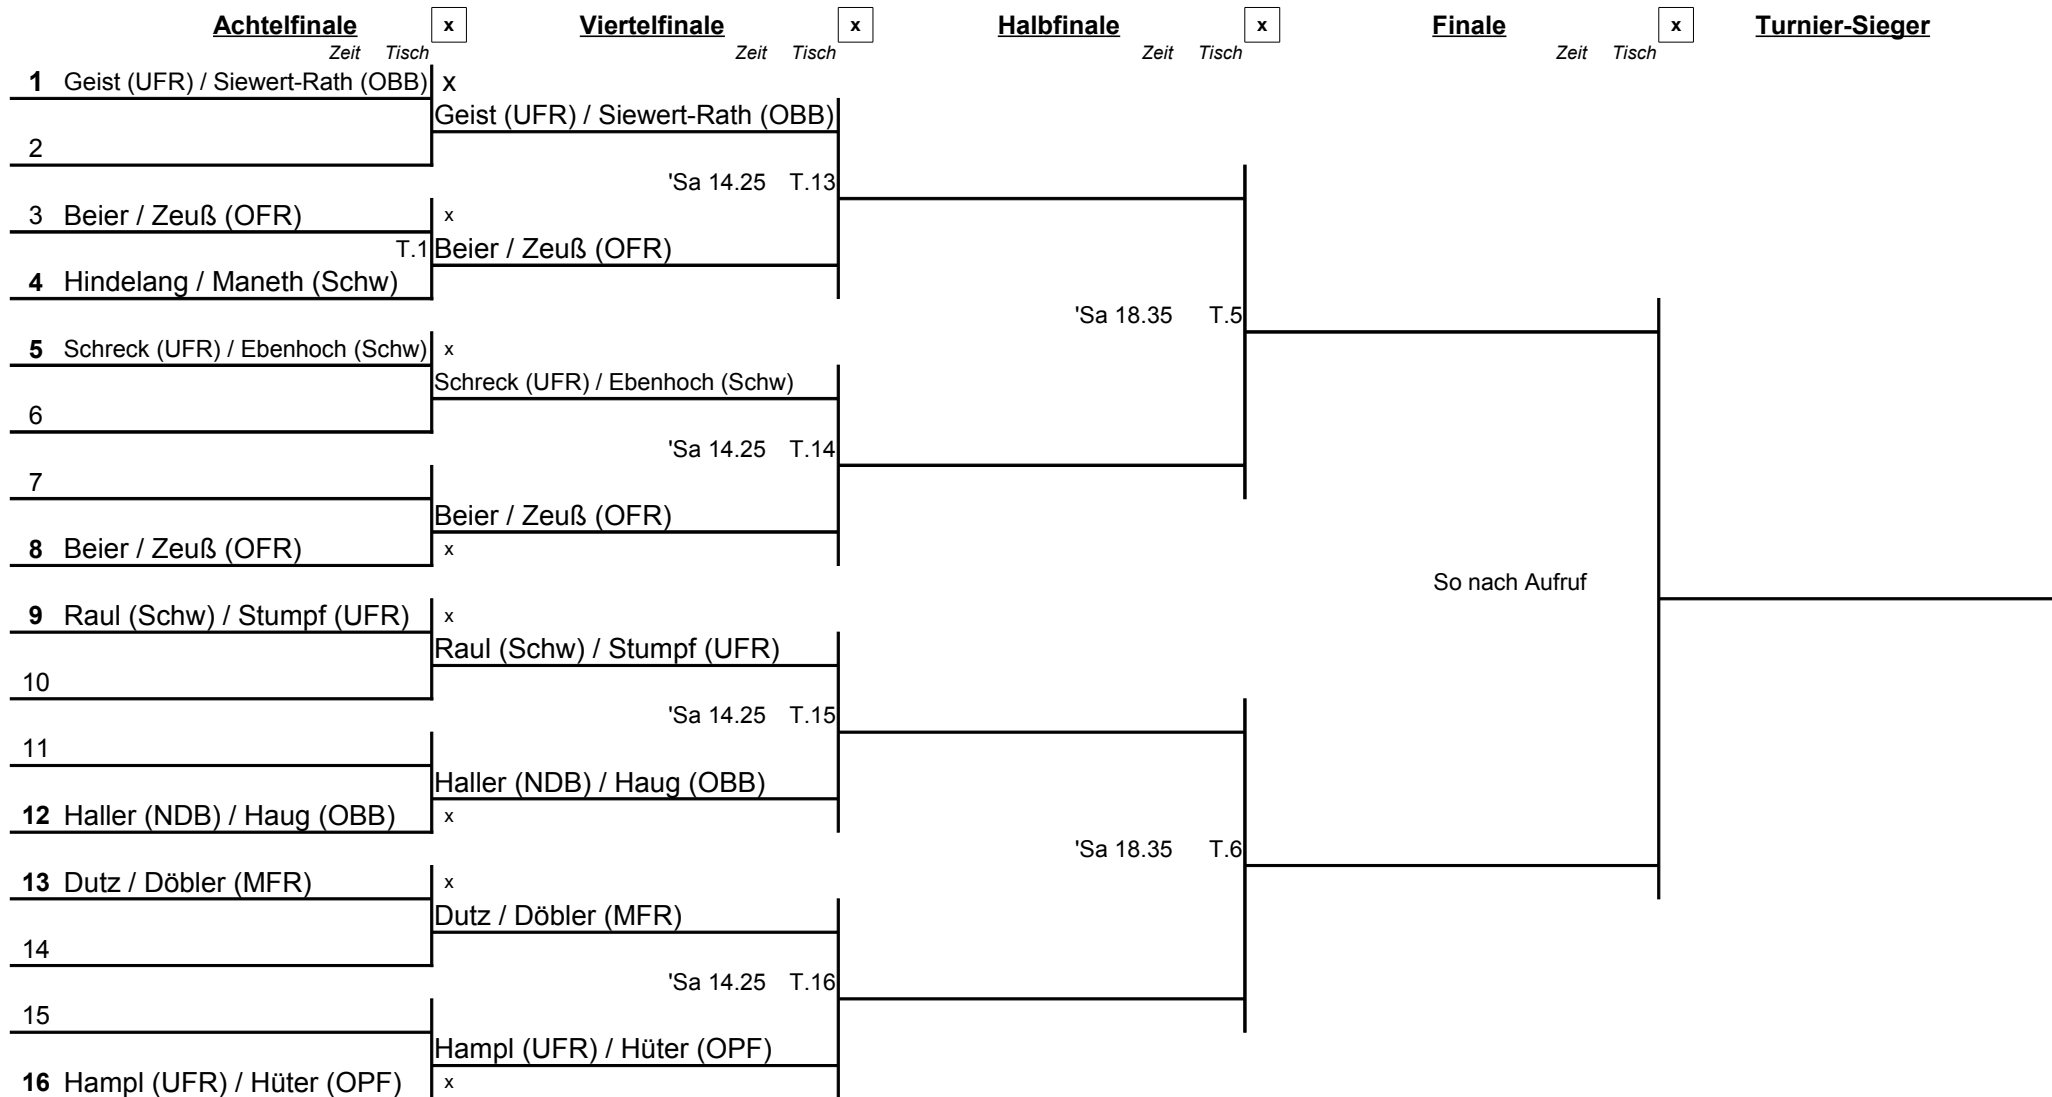 Achtelfinale x Viertelfinale x Halbfinale x Finale x Turnier-Sieger
Zeit Tisch Zeit Tisch Zeit Tisch Zeit Tisch
1 Geist (UFR) / Siewert-Rath (OBB) x
Geist (UFR) / Siewert-Rath (OBB)
2
'Sa 14.25 T.13
3 Beier / Zeuß (OFR) x
T.1 Beier / Zeuß (OFR)
4 Hindelang / Maneth (Schw)
'Sa 18.35 T.5
5 Schreck (UFR) / Ebenhoch (Schw) x
Schreck (UFR) / Ebenhoch (Schw)
6
'Sa 14.25 T.14
7
Beier / Zeuß (OFR)
8 Beier / Zeuß (OFR) x
So nach Aufruf
9 Raul (Schw) / Stumpf (UFR) x
Raul (Schw) / Stumpf (UFR)
10
'Sa 14.25 T.15
11
Haller (NDB) / Haug (OBB)
12 Haller (NDB) / Haug (OBB) x
'Sa 18.35 T.6
13 Dutz / Döbler (MFR) x
Dutz / Döbler (MFR)
14
'Sa 14.25 T.16
15
Hampl (UFR) / Hüter (OPF)
16 Hampl (UFR) / Hüter (OPF) x